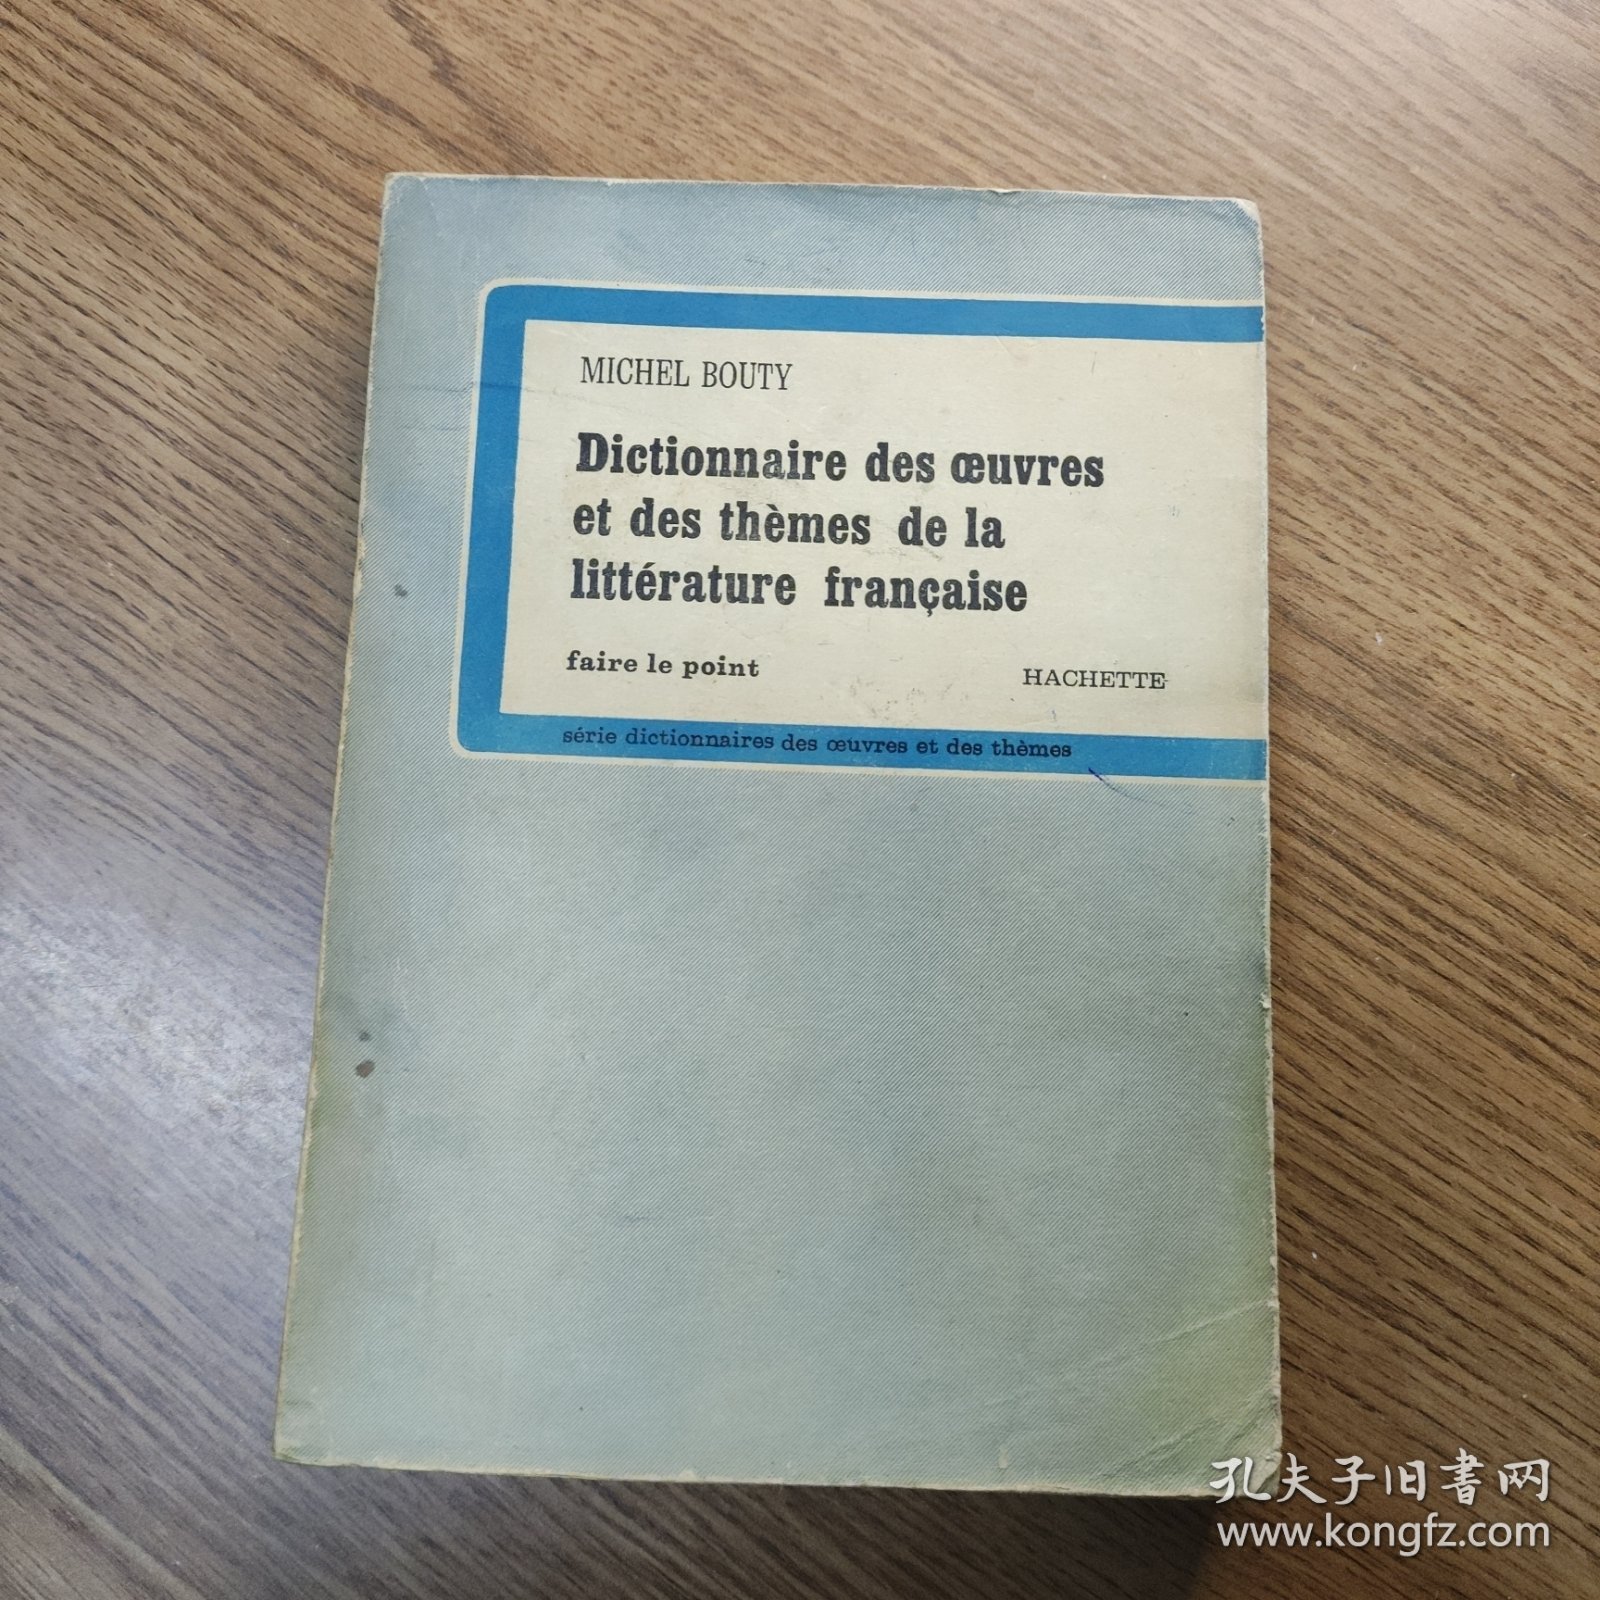 MICHEL BOUTY
Dictionnaire des œuvres
et des thèmes de la
littérature française
faire le point
HACHETTE
série dictionnaires des œuvres et des thèmes
孔夫子旧书网
www.kongfz.com